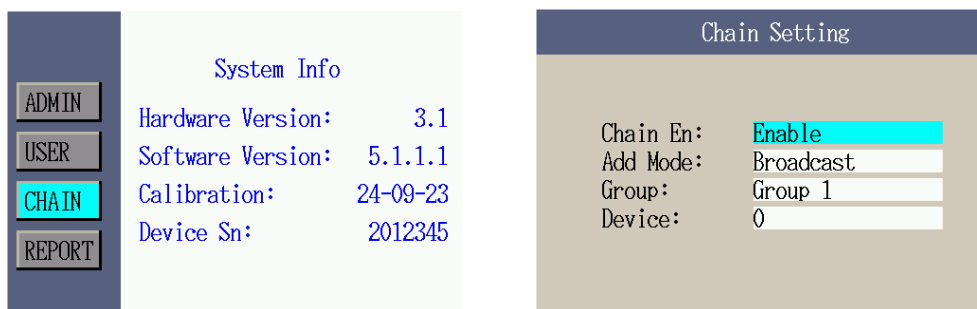 ADMIN
USER
CHAIN
REPORT
System Info
Hardware Version: 3.1
Software Version: 5.1.1.1
Calibration: 24-09-23
Device Sn: 2012345
Chain Setting
Chain En: Enable
Add Mode: Broadcast
Group: Group 1
Device: 0